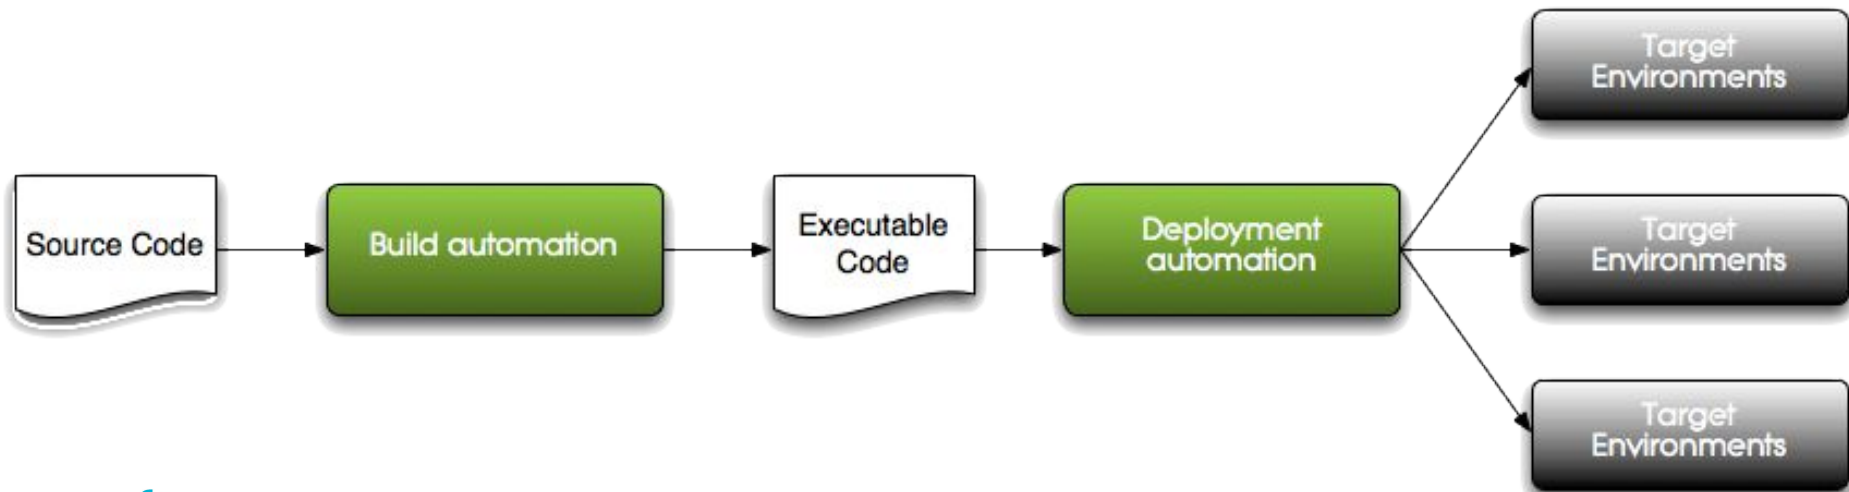 Source Code
Build automation
Executable
Code
Deployment
automation
Target
Environments
Target
Environments
Target
Environments